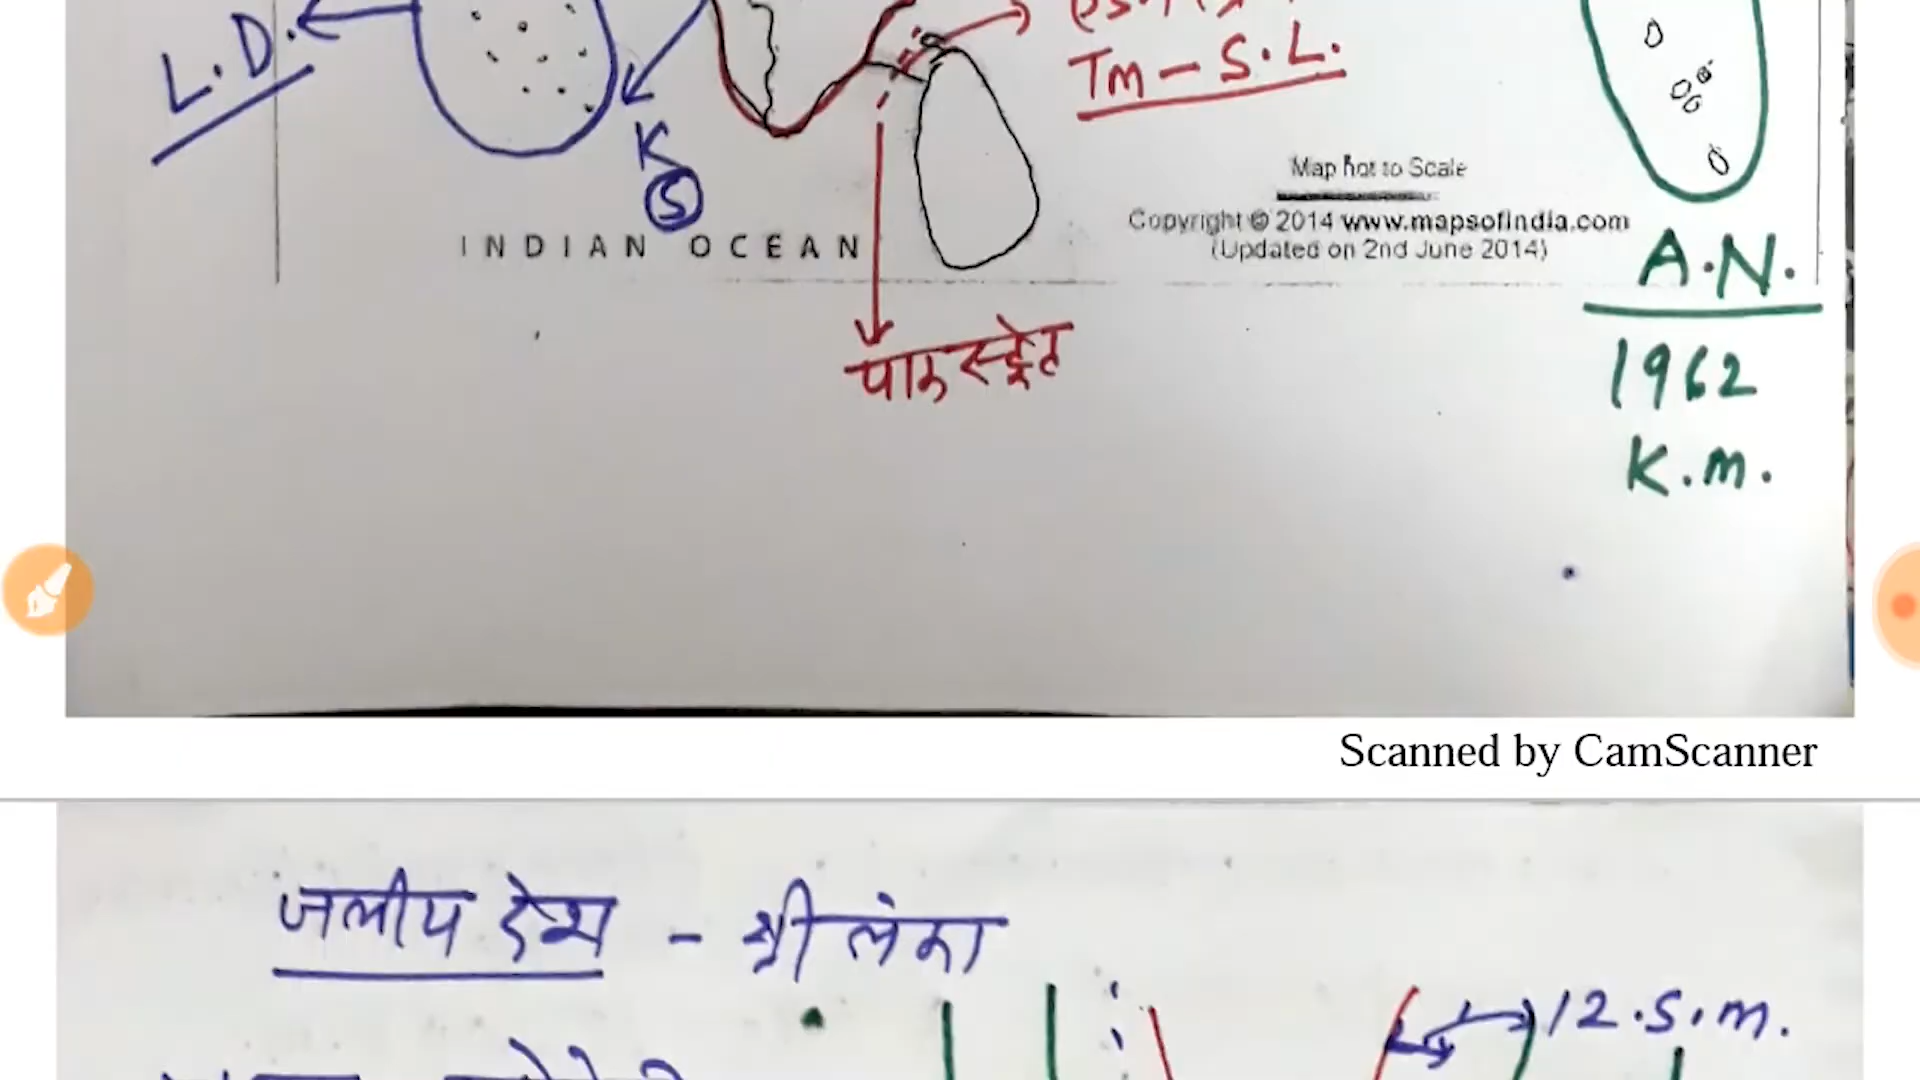 L.D.
Tm - S.L.
K
S
Map not to Scale
INDIAN OCEAN
Copyright © 2014 www.mapsofindia.com
(Updated on 2nd June 2014)
A.N.
पाक स्ट्रेट
1962
K.m.
Scanned by CamScanner
जलीय देश - श्री लंका
12.S.m.